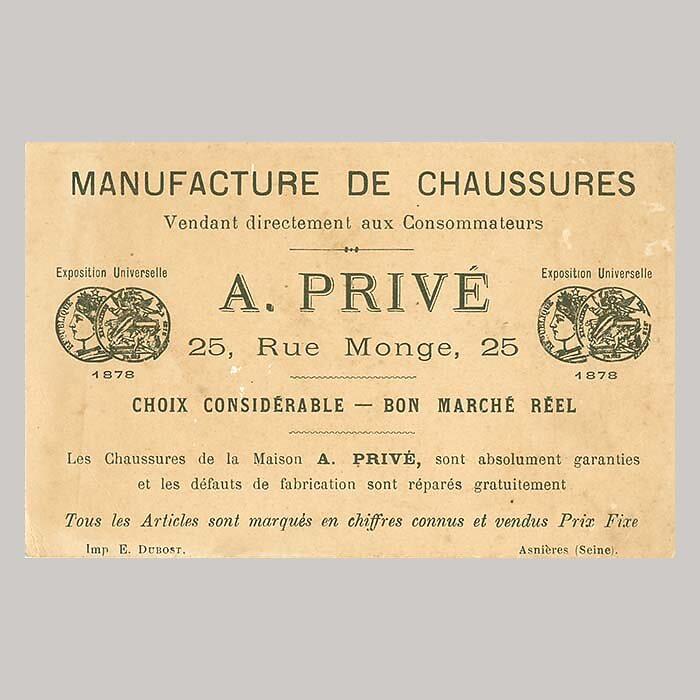 MANUFACTURE DE CHAUSSURES
Vendant directement aux Consommateurs
Exposition Universelle
A. PRIVÉ
Exposition Universelle
RÉPUBLIQUE
25, Rue Monge, 25
1878
1878
CHOIX CONSIDÉRABLE — BON MARCHÉ RÉEL
Les Chaussures de la Maison A. PRIVÉ, sont absolument garanties
et les défauts de fabrication sont réparés gratuitement
Tous les Articles sont marqués en chiffres connus et vendus Prix Fixe
Imp E. DUBOST.
Asnières (Seine).